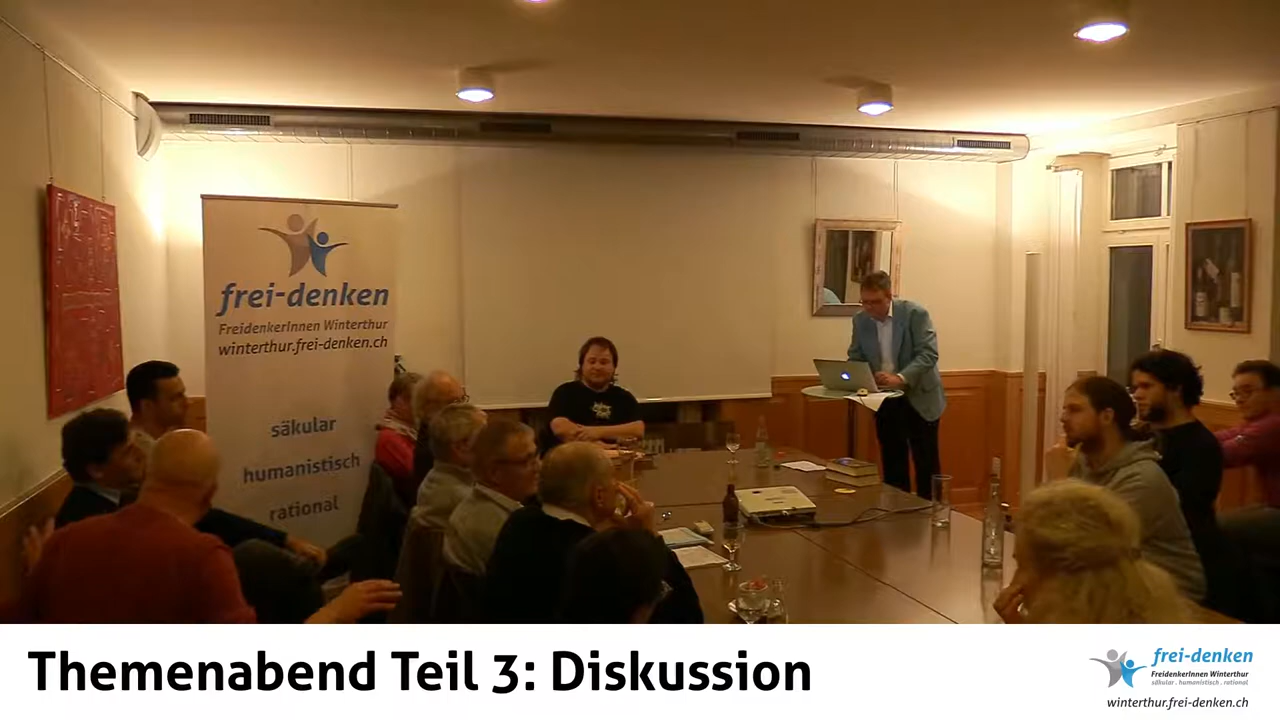 frei-denken
FreidenkerInnen Winterthur
winterthur.frei-denken.ch
säkular
humanistisch
rational
Themenabend Teil 3: Diskussion
frei-denken
FreidenkerInnen Winterthur
säkular . humanistisch . rational
winterthur.frei-denken.ch